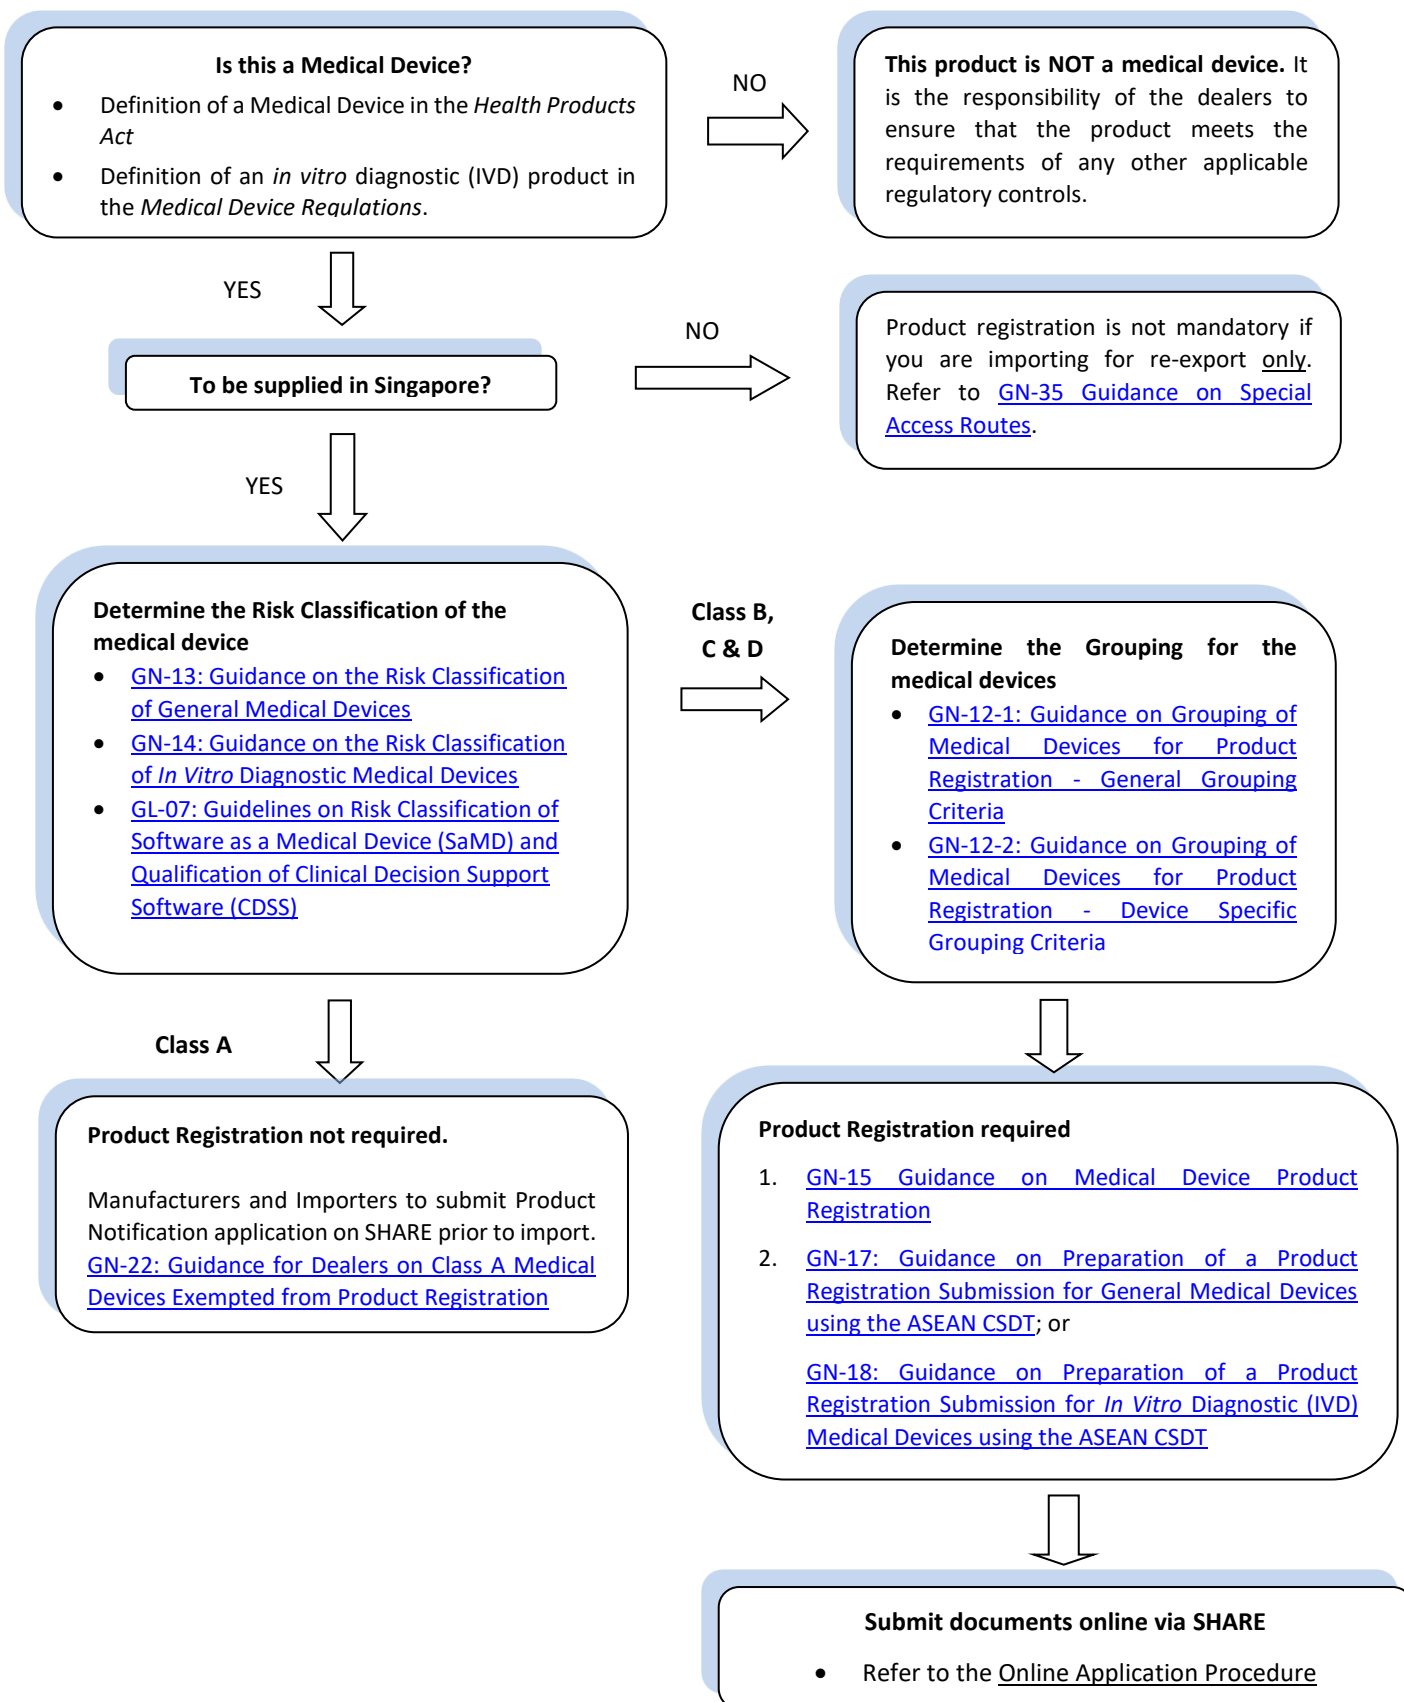 Is this a Medical Device?
• Definition of a Medical Device in the Health Products
Act
• Definition of an in vitro diagnostic (IVD) product in
the Medical Device Regulations.
NO
This product is NOT a medical device. It
is the responsibility of the dealers to
ensure that the product meets the
requirements of any other applicable
regulatory controls.
YES
To be supplied in Singapore?
NO
Product registration is not mandatory if
you are importing for re-export only.
Refer to GN-35 Guidance on Special
Access Routes.
YES
Determine the Risk Classification of the
medical device
• GN-13: Guidance on the Risk Classification
of General Medical Devices
• GN-14: Guidance on the Risk Classification
of In Vitro Diagnostic Medical Devices
• GL-07: Guidelines on Risk Classification of
Software as a Medical Device (SaMD) and
Qualification of Clinical Decision Support
Software (CDSS)
Class B,
C & D
Determine the Grouping for the
medical devices
• GN-12-1: Guidance on Grouping of
Medical Devices for Product
Registration - General Grouping
Criteria
• GN-12-2: Guidance on Grouping of
Medical Devices for Product
Registration - Device Specific
Grouping Criteria
Class A
Product Registration not required.
Manufacturers and Importers to submit Product
Notification application on SHARE prior to import.
GN-22: Guidance for Dealers on Class A Medical
Devices Exempted from Product Registration
Product Registration required
1. GN-15 Guidance on Medical Device Product
Registration
2. GN-17: Guidance on Preparation of a Product
Registration Submission for General Medical Devices
using the ASEAN CSDT; or
GN-18: Guidance on Preparation of a Product
Registration Submission for In Vitro Diagnostic (IVD)
Medical Devices using the ASEAN CSDT
Submit documents online via SHARE
• Refer to the Online Application Procedure